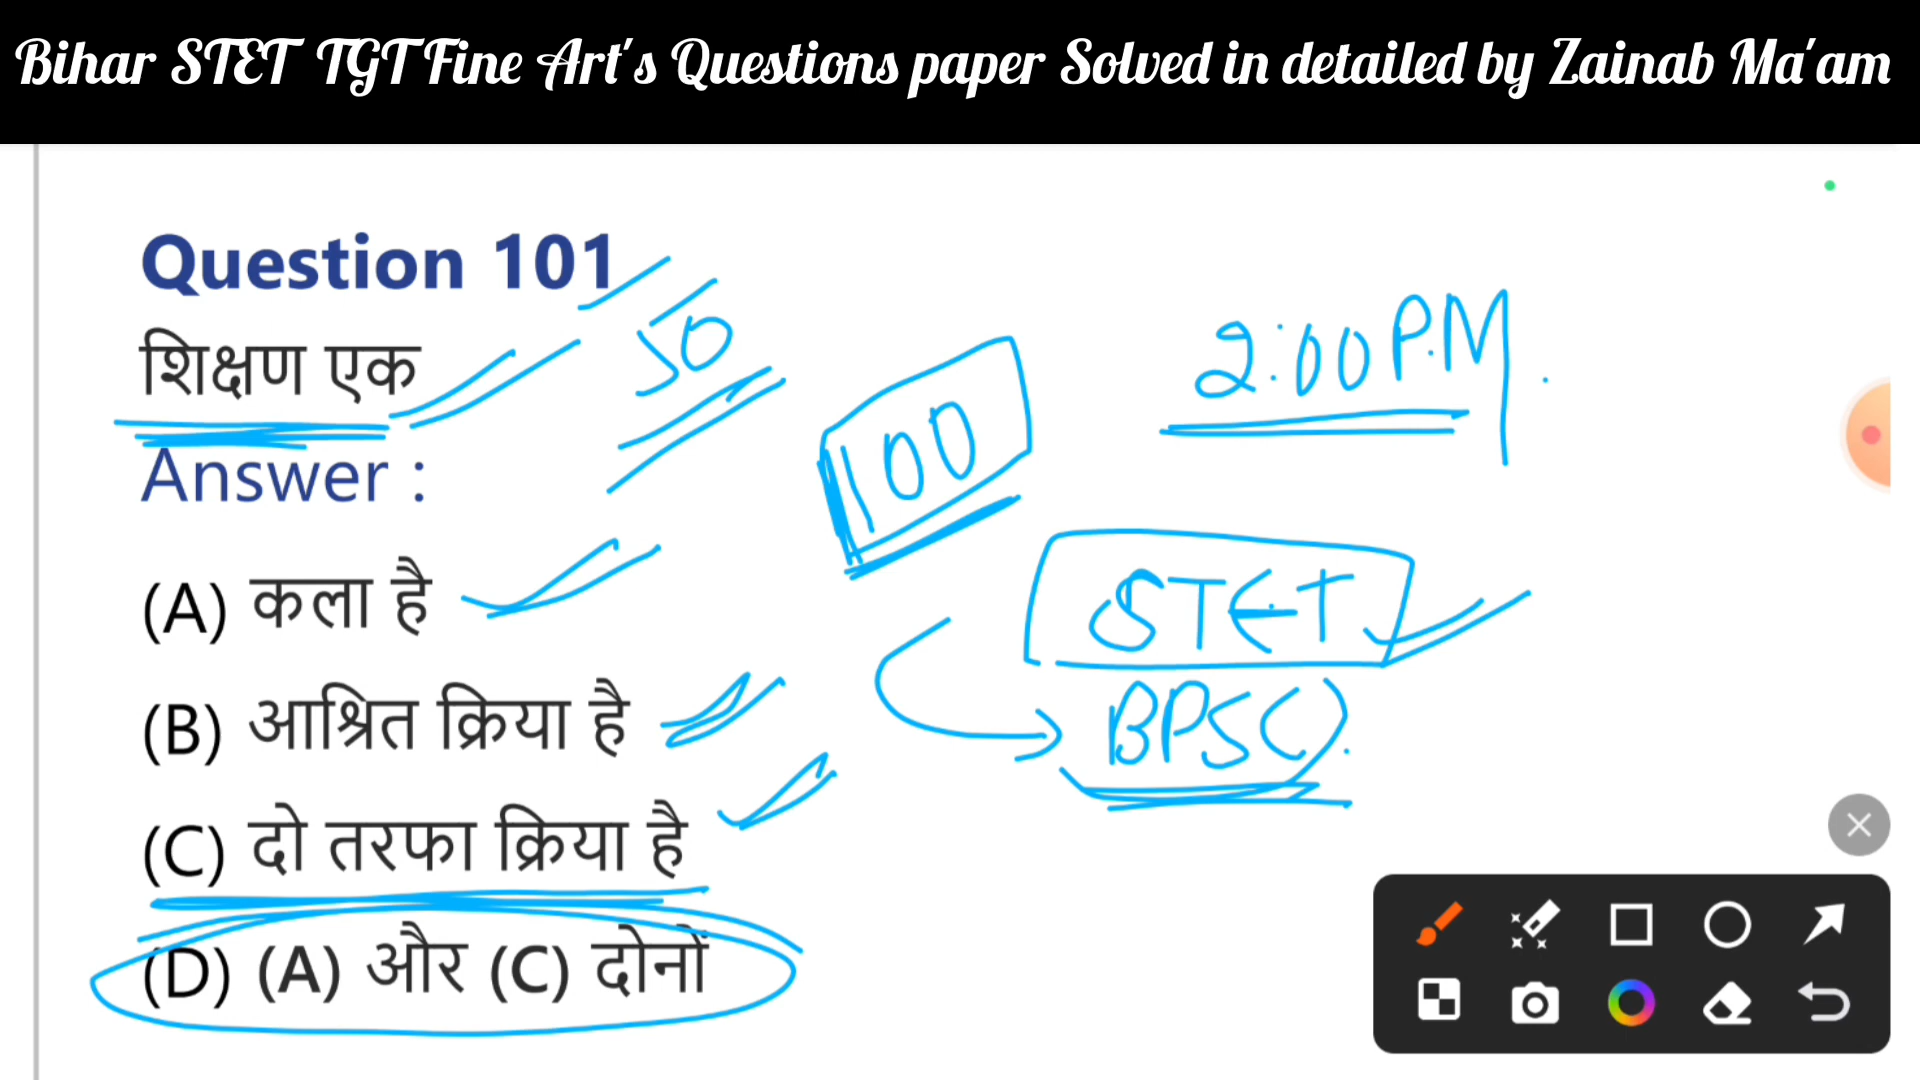 Bihar STET TGT Fine Art's Questions paper Solved in detailed by Zainab Ma'am
Question 101
शिक्षण एक
50
100
2:00 P.M.
Answer :
(A) कला है
STET
(B) आश्रित क्रिया है
BPSC
(C) दो तरफा क्रिया है
(D) (A) और (C) दोनों